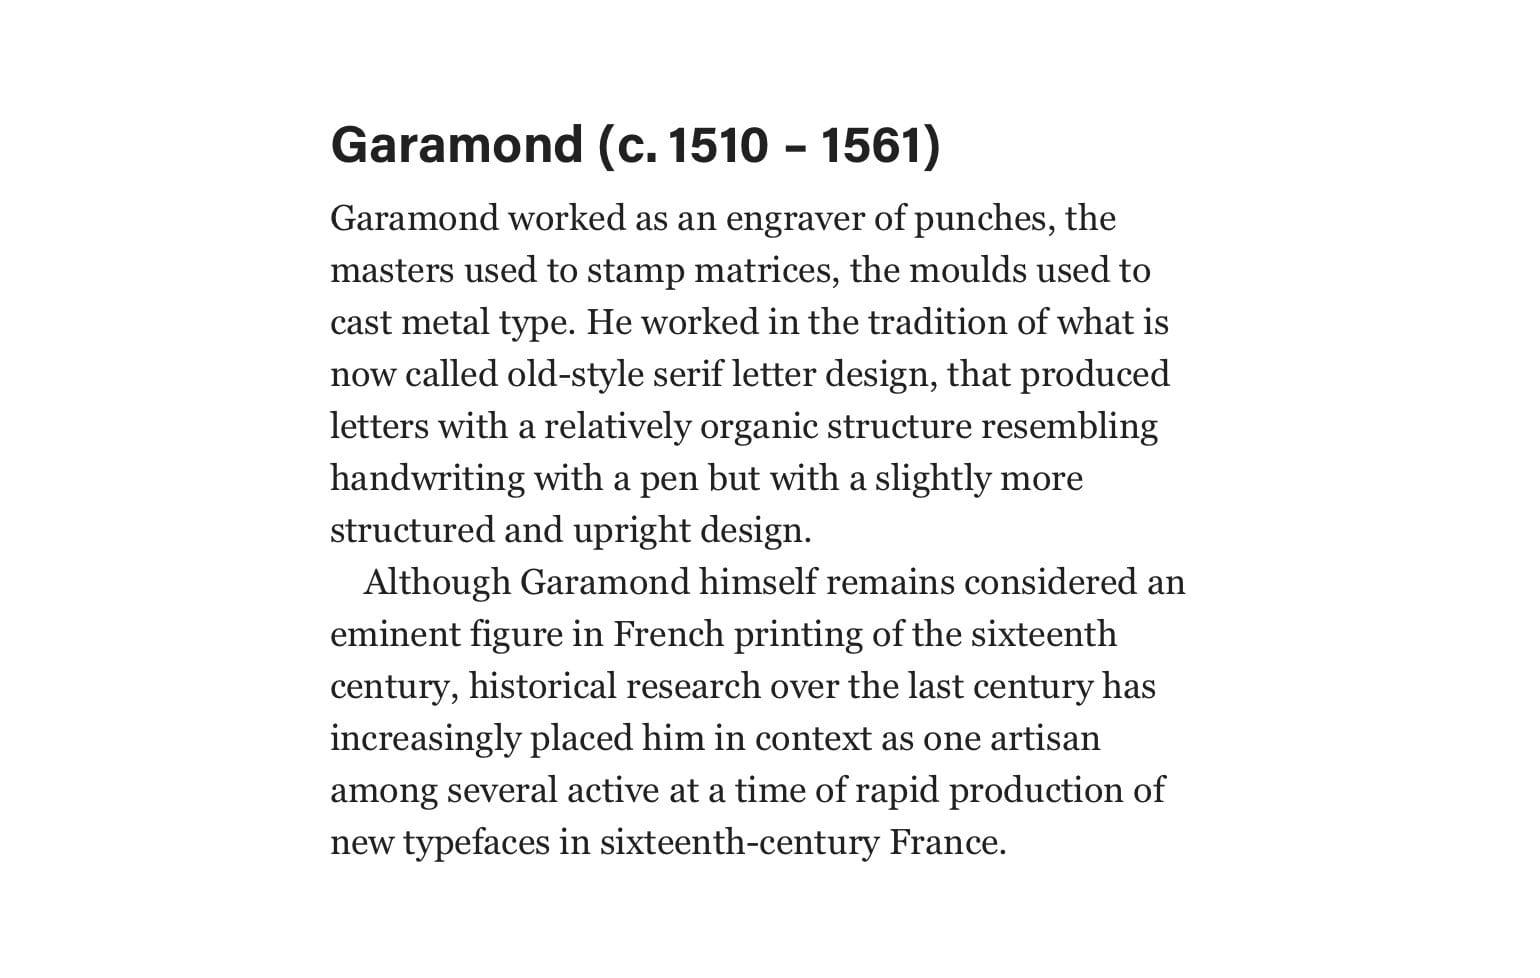 Garamond (c. 1510 – 1561)
Garamond worked as an engraver of punches, the
masters used to stamp matrices, the moulds used to
cast metal type. He worked in the tradition of what is
now called old-style serif letter design, that produced
letters with a relatively organic structure resembling
handwriting with a pen but with a slightly more
structured and upright design.
Although Garamond himself remains considered an
eminent figure in French printing of the sixteenth
century, historical research over the last century has
increasingly placed him in context as one artisan
among several active at a time of rapid production of
new typefaces in sixteenth-century France.